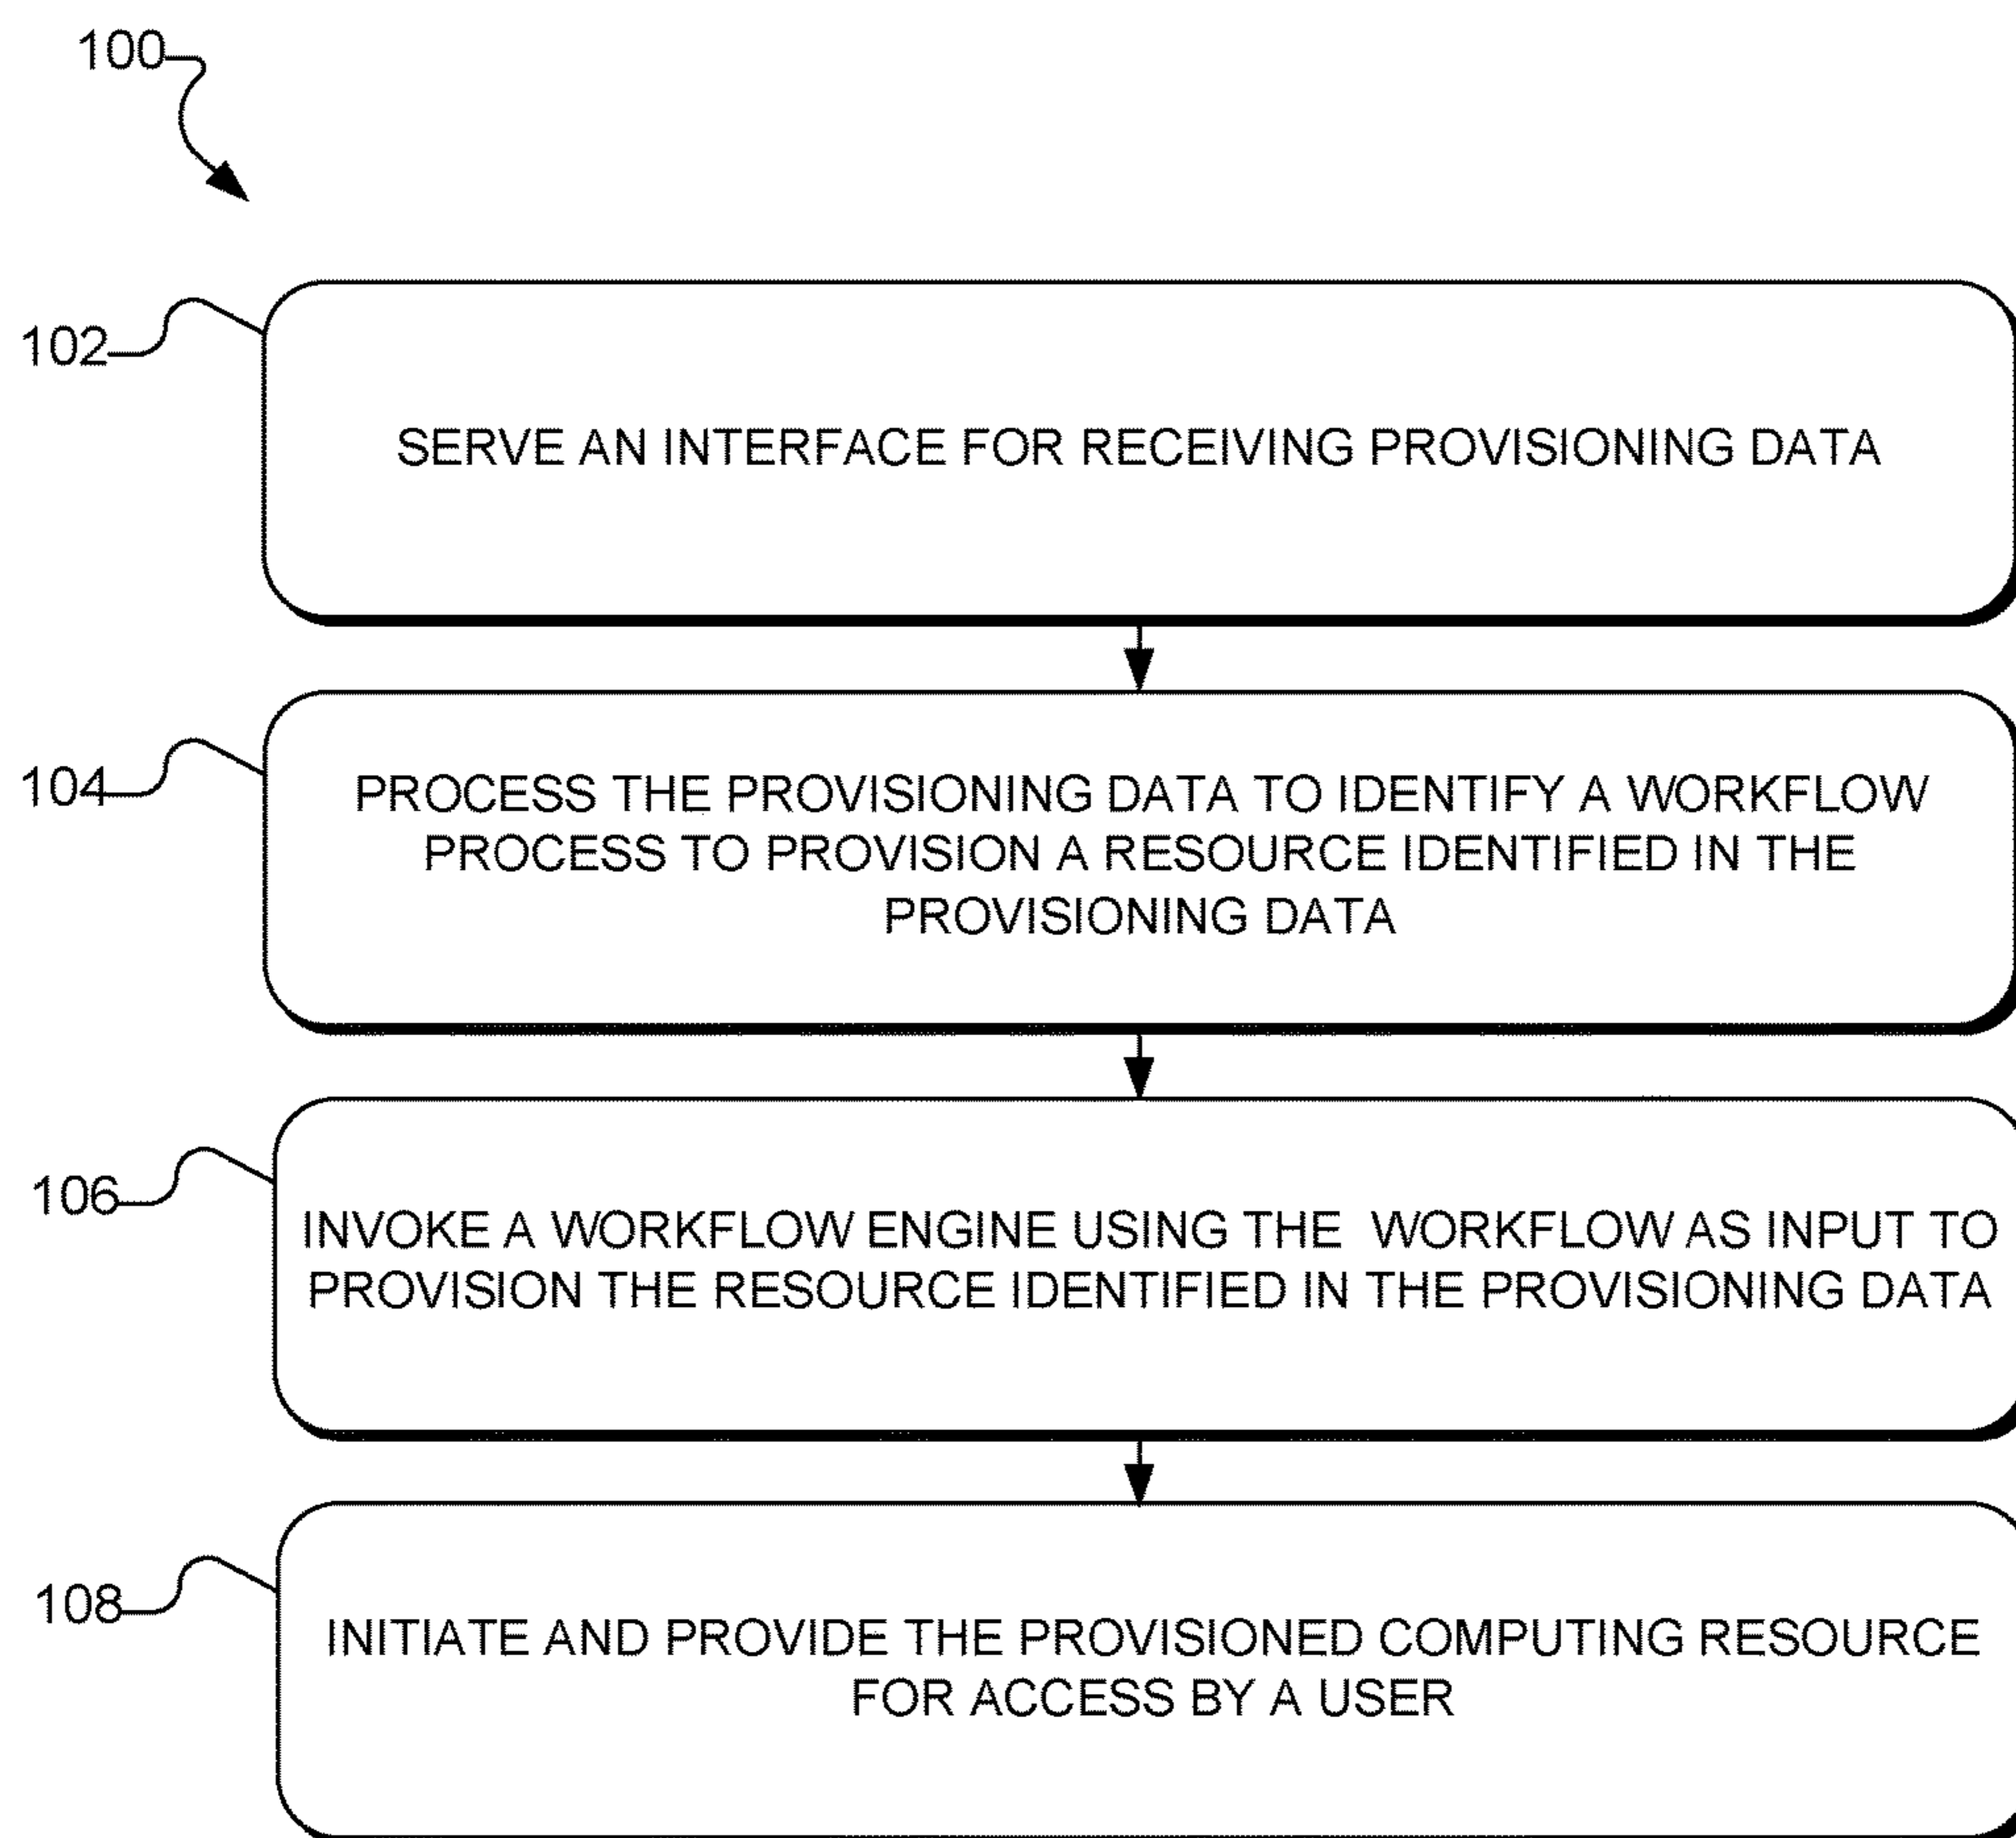 100
102
SERVE AN INTERFACE FOR RECEIVING PROVISIONING DATA
104
PROCESS THE PROVISIONING DATA TO IDENTIFY A WORKFLOW
PROCESS TO PROVISION A RESOURCE IDENTIFIED IN THE
PROVISIONING DATA
106
INVOKE A WORKFLOW ENGINE USING THE WORKFLOW AS INPUT TO
PROVISION THE RESOURCE IDENTIFIED IN THE PROVISIONING DATA
108
INITIATE AND PROVIDE THE PROVISIONED COMPUTING RESOURCE
FOR ACCESS BY A USER